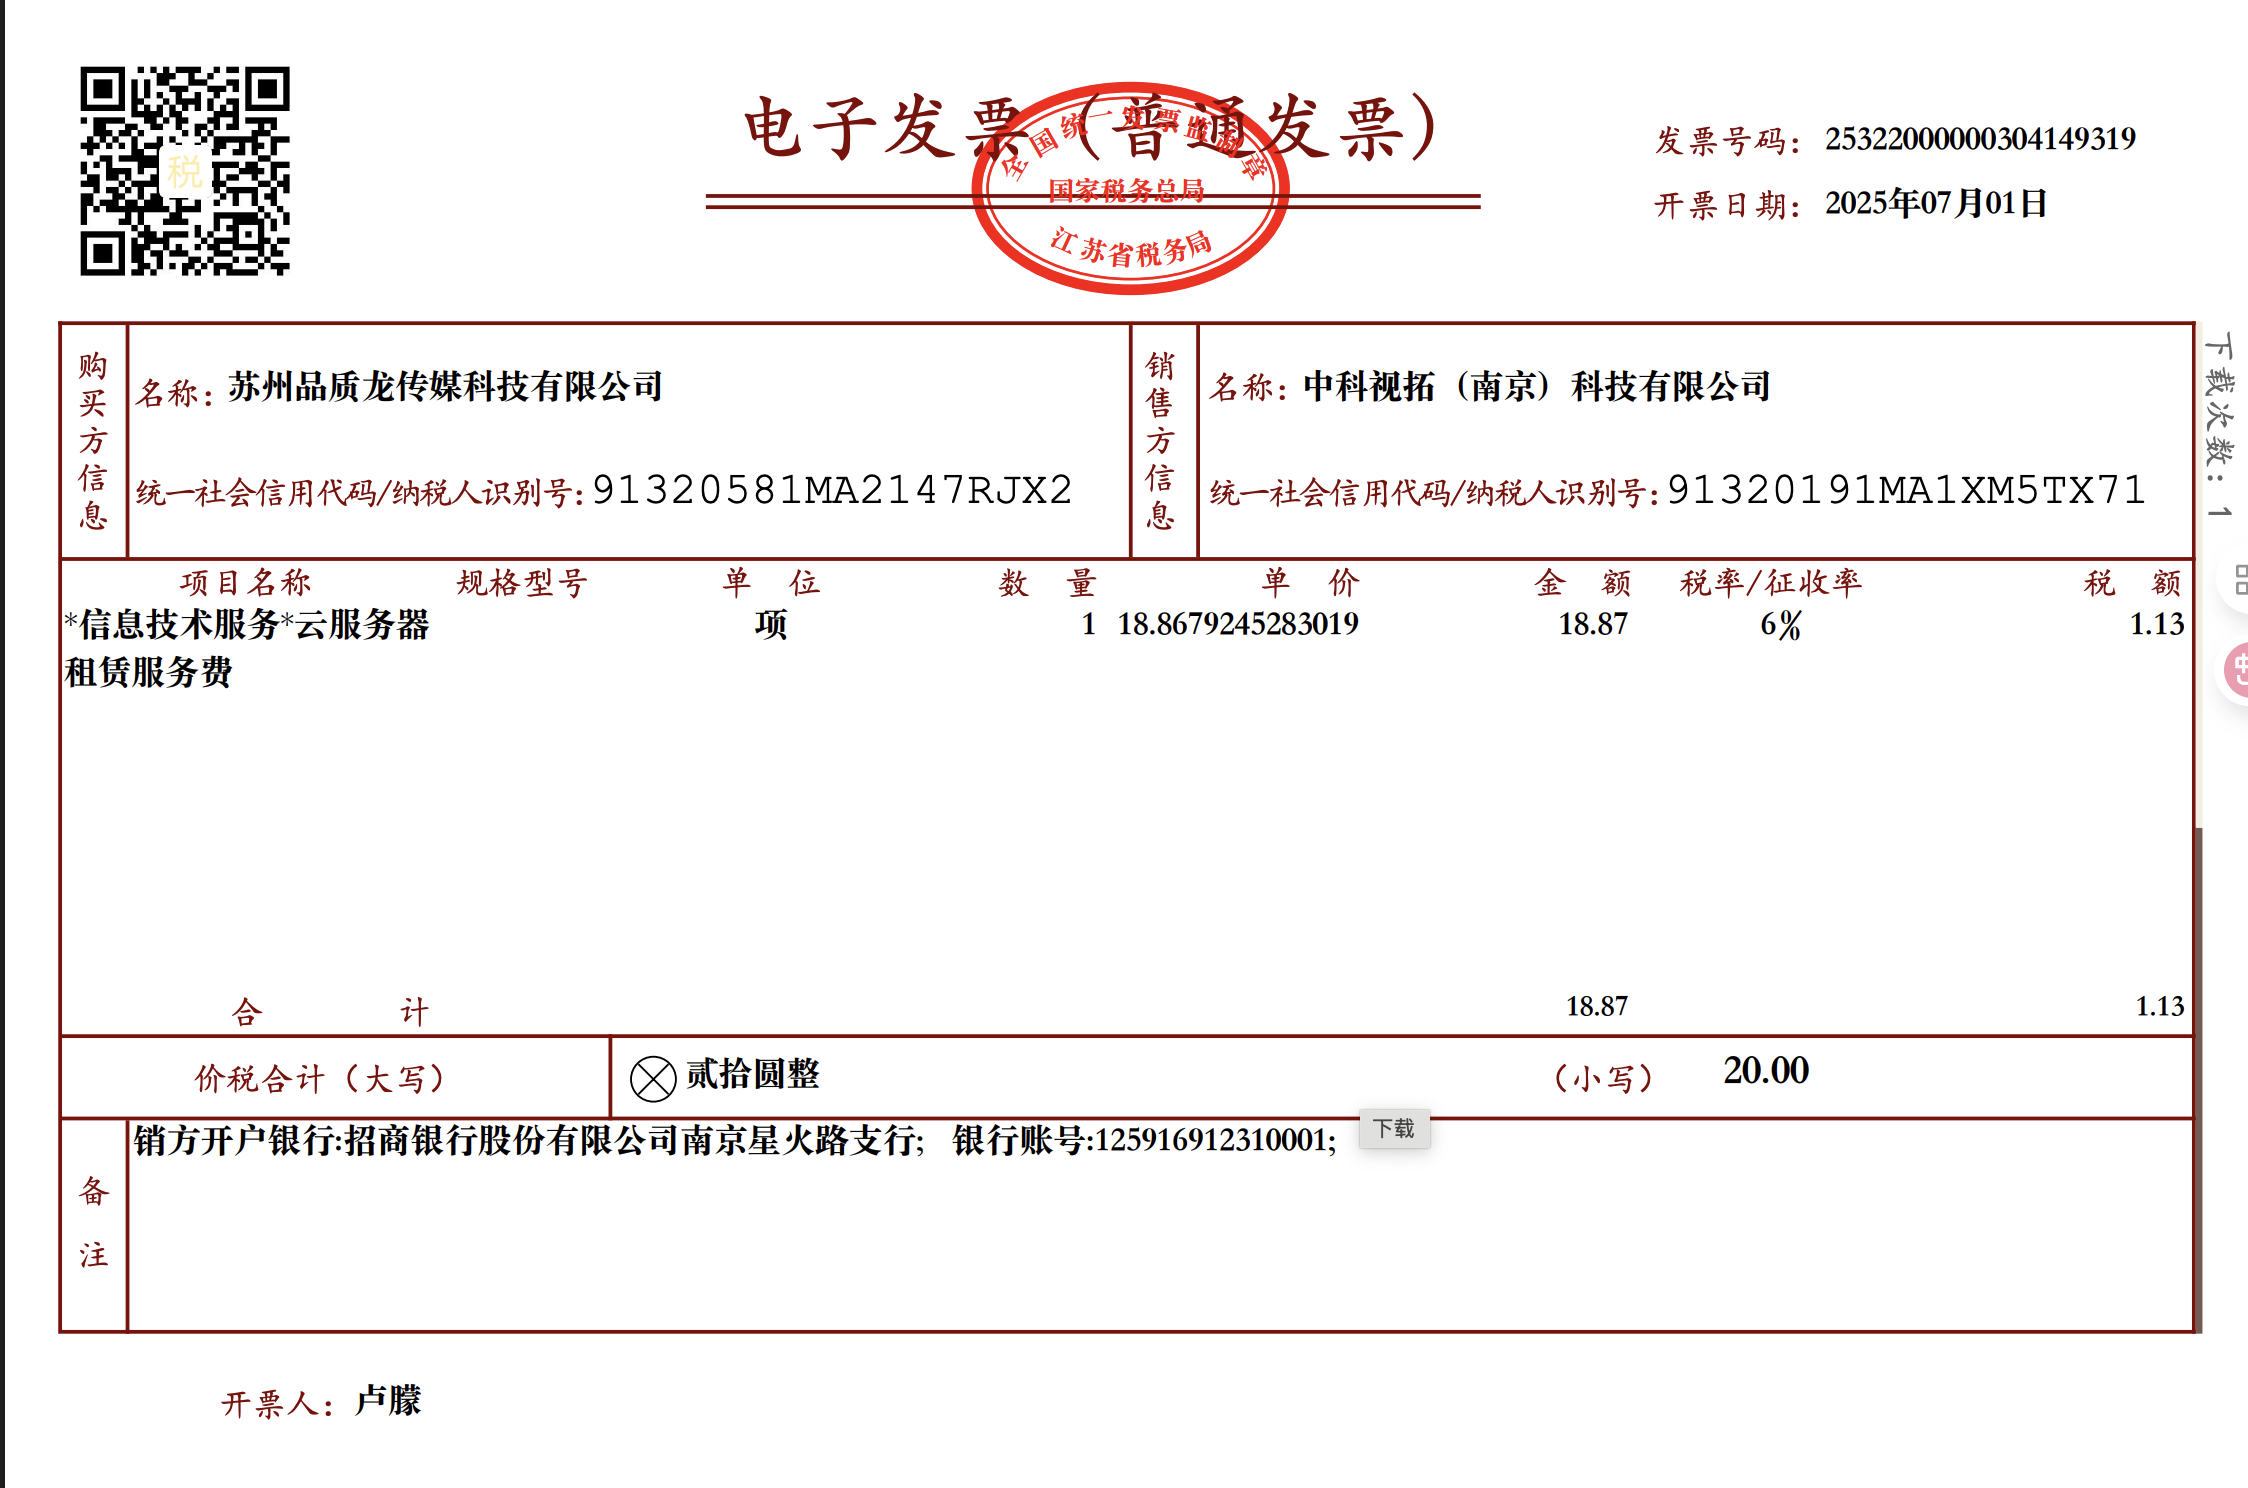 税
电子发票（普通发票）
全国统一发票监制章
国家税务总局
江苏省税务局
发票号码：25322000000304149319
开票日期：2025年07月01日
购买方信息
名称：苏州品质龙传媒科技有限公司
统一社会信用代码/纳税人识别号：91320581MA2147RJX2
销售方信息
名称：中科视拓（南京）科技有限公司
统一社会信用代码/纳税人识别号：91320191MA1XM5TX71
下载次数：1
项目名称 规格型号 单 位 数 量 单 价 金 额 税率/征收率 税 额
*信息技术服务*云服务器 项 1 18.8679245283019 18.87 6% 1.13
租赁服务费
合 计 18.87 1.13
价税合计（大写） 贰拾圆整 （小写） 20.00
下载
备注
销方开户银行:招商银行股份有限公司南京星火路支行; 银行账号:125916912310001;
开票人：卢朦